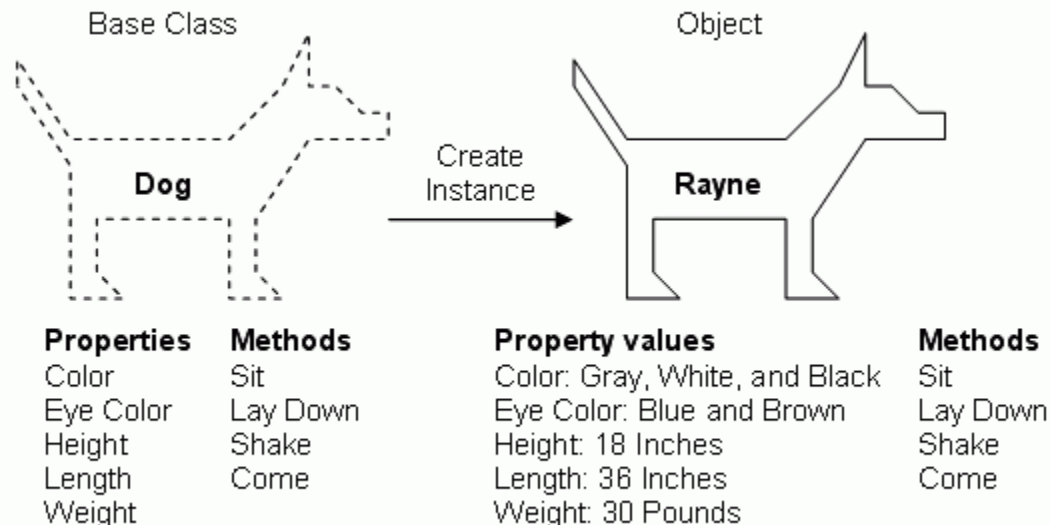 Base Class
Object
Dog
Create
Instance
Rayne
Properties
Color
Eye Color
Height
Length
Weight
Methods
Sit
Lay Down
Shake
Come
Property values
Color: Gray, White, and Black
Eye Color: Blue and Brown
Height: 18 Inches
Length: 36 Inches
Weight: 30 Pounds
Methods
Sit
Lay Down
Shake
Come